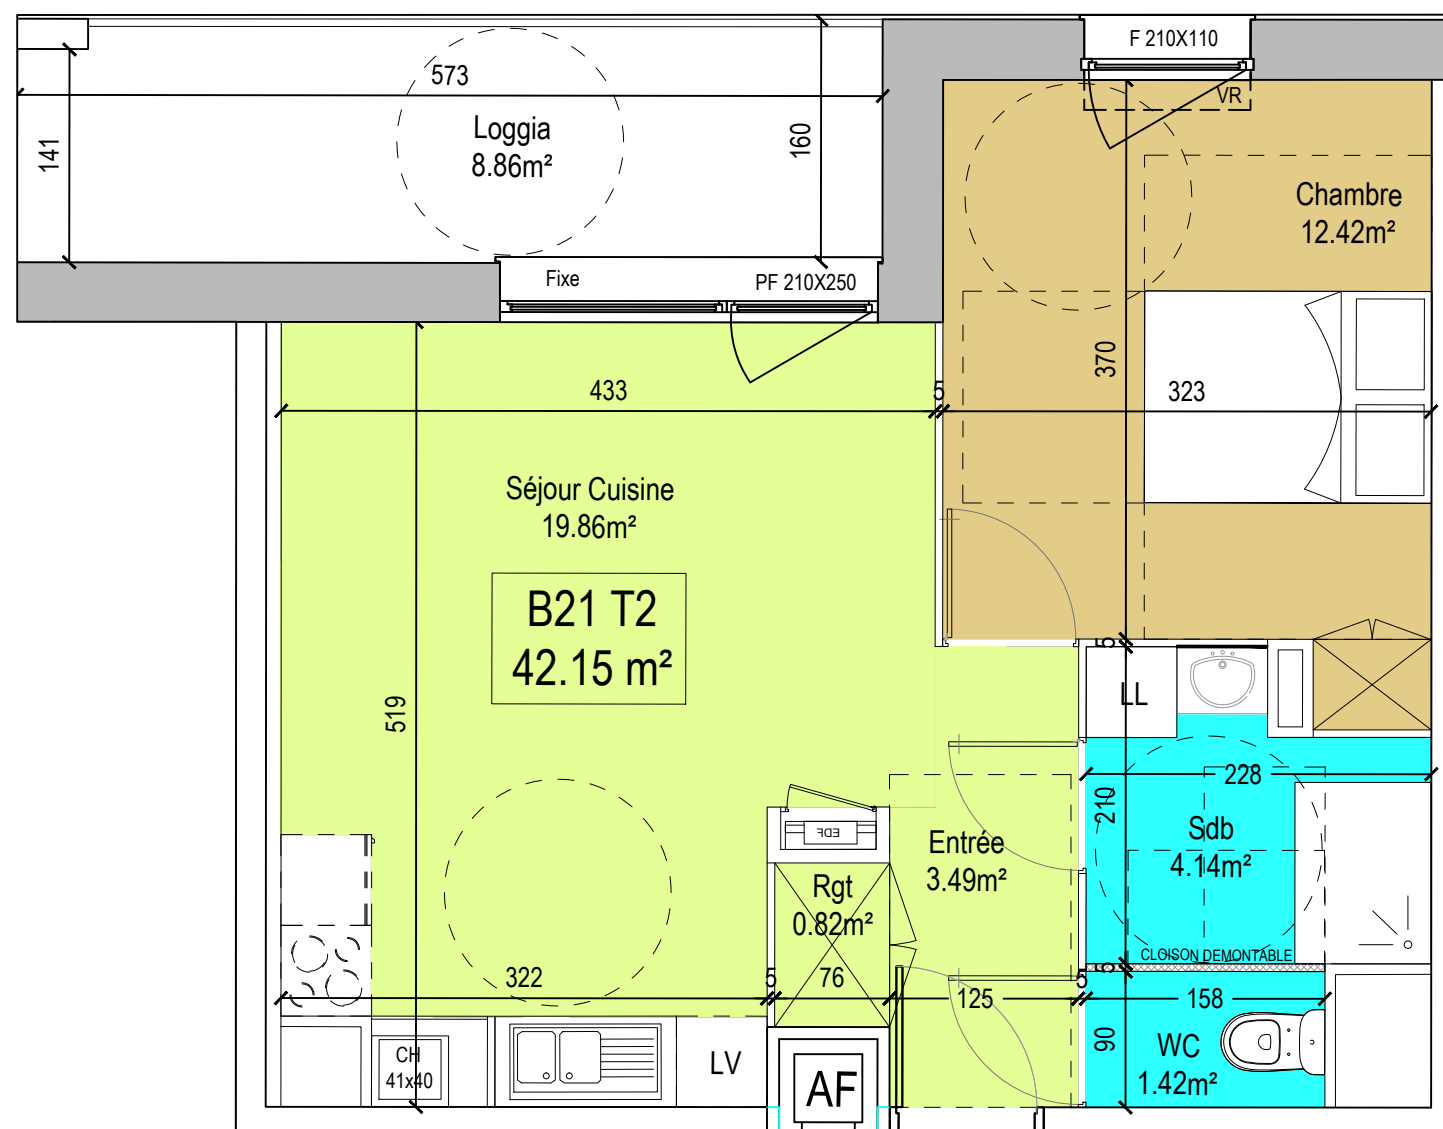 F 210X110
VR
573
Loggia
8.86m²
141
160
Chambre
12.42m²
Fixe
PF 210X250
370
433
5
323
Séjour Cuisine
19.86m²
B21 T2
42.15 m²
519
5
LL
228
210
EDF
Entrée
3.49m²
Sdb
4.14m²
Rgt
0.82m²
CLOISON DEMONTABLE
322
5
76
125
5
5
158
90
WC
1.42m²
CH
41x40
LV
AF